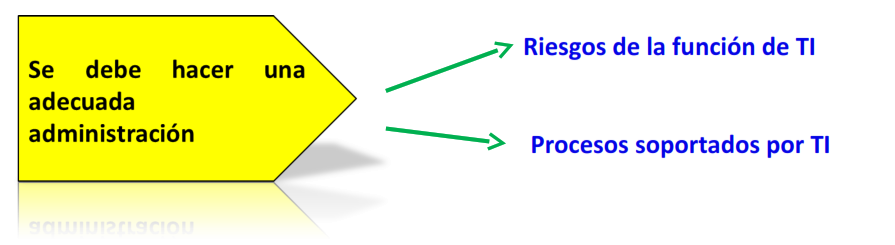 Se debe hacer una
adecuada
administración
Riesgos de la función de TI
Procesos soportados por TI